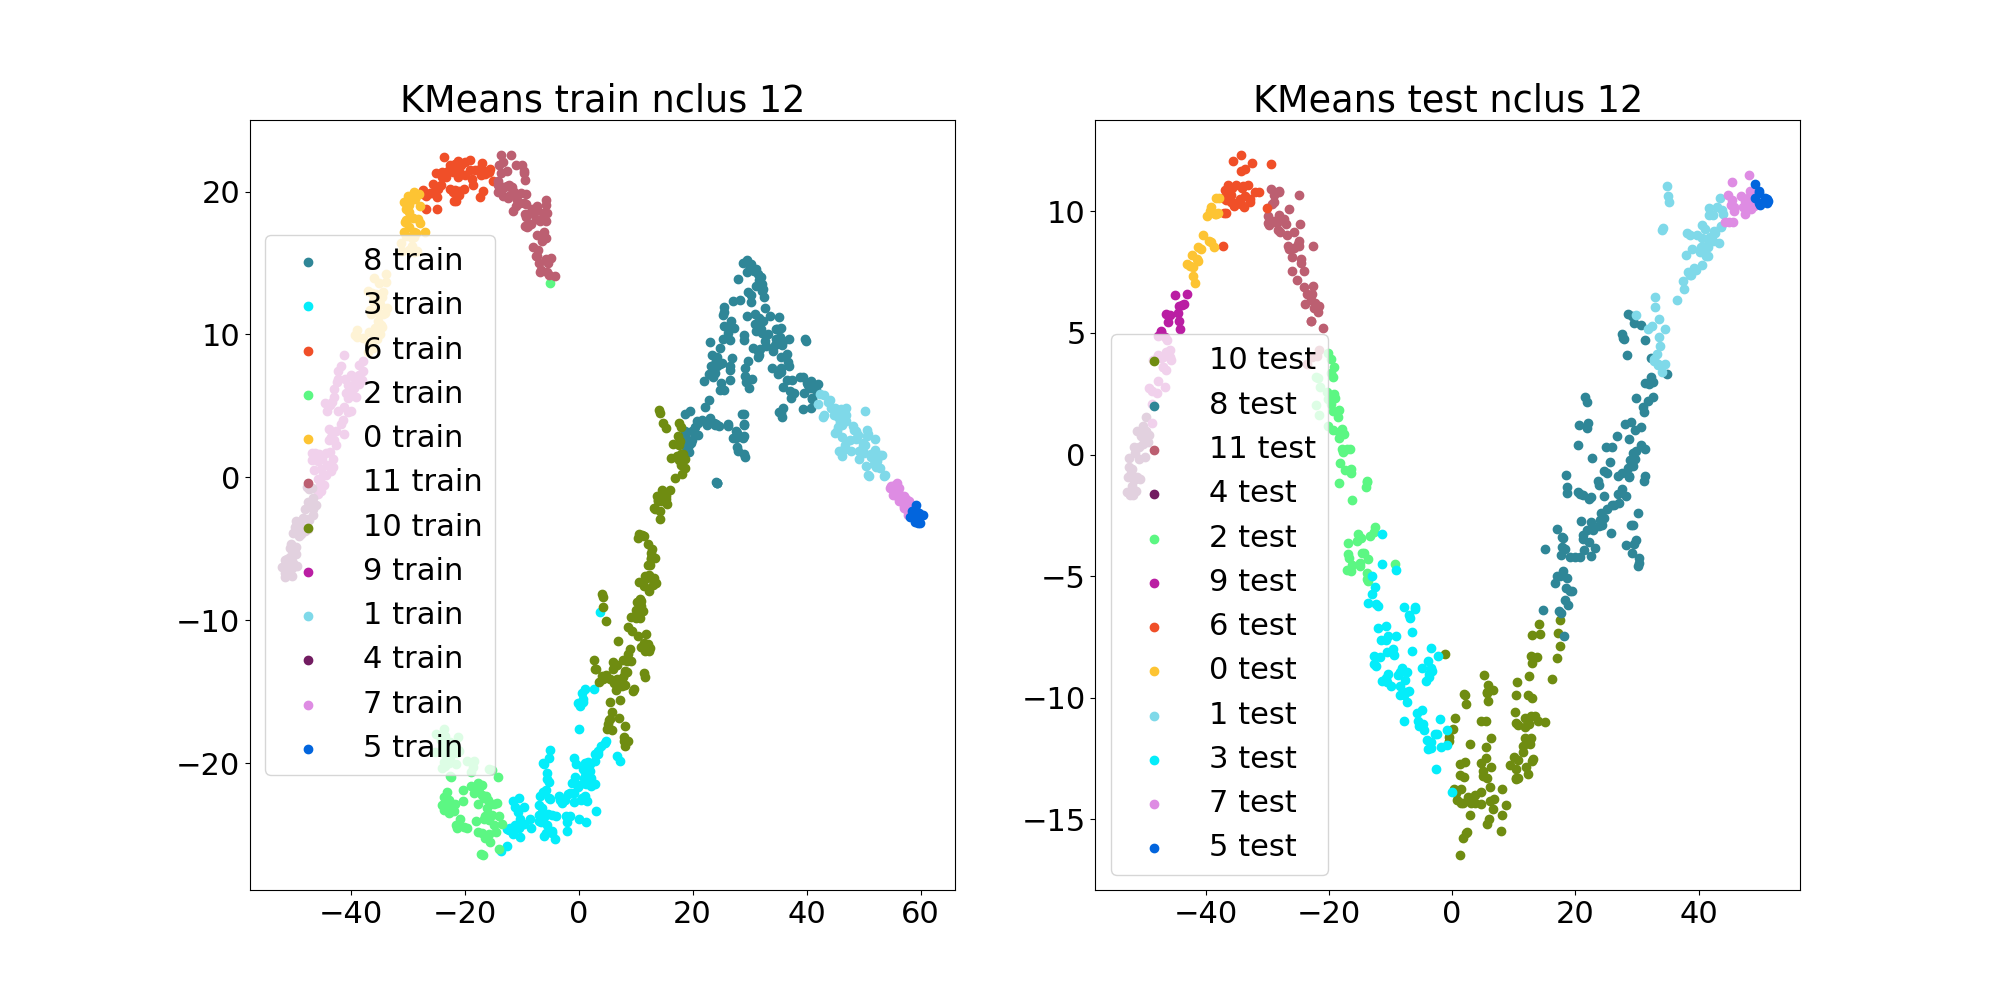 KMeans train nclus 12
20
10
0
−10
−20
−40
−20
0
20
40
60
8 train
3 train
6 train
2 train
0 train
11 train
10 train
9 train
1 train
4 train
7 train
5 train
KMeans test nclus 12
10
5
0
−5
−10
−15
−40
−20
0
20
40
10 test
8 test
11 test
4 test
2 test
9 test
6 test
0 test
1 test
3 test
7 test
5 test